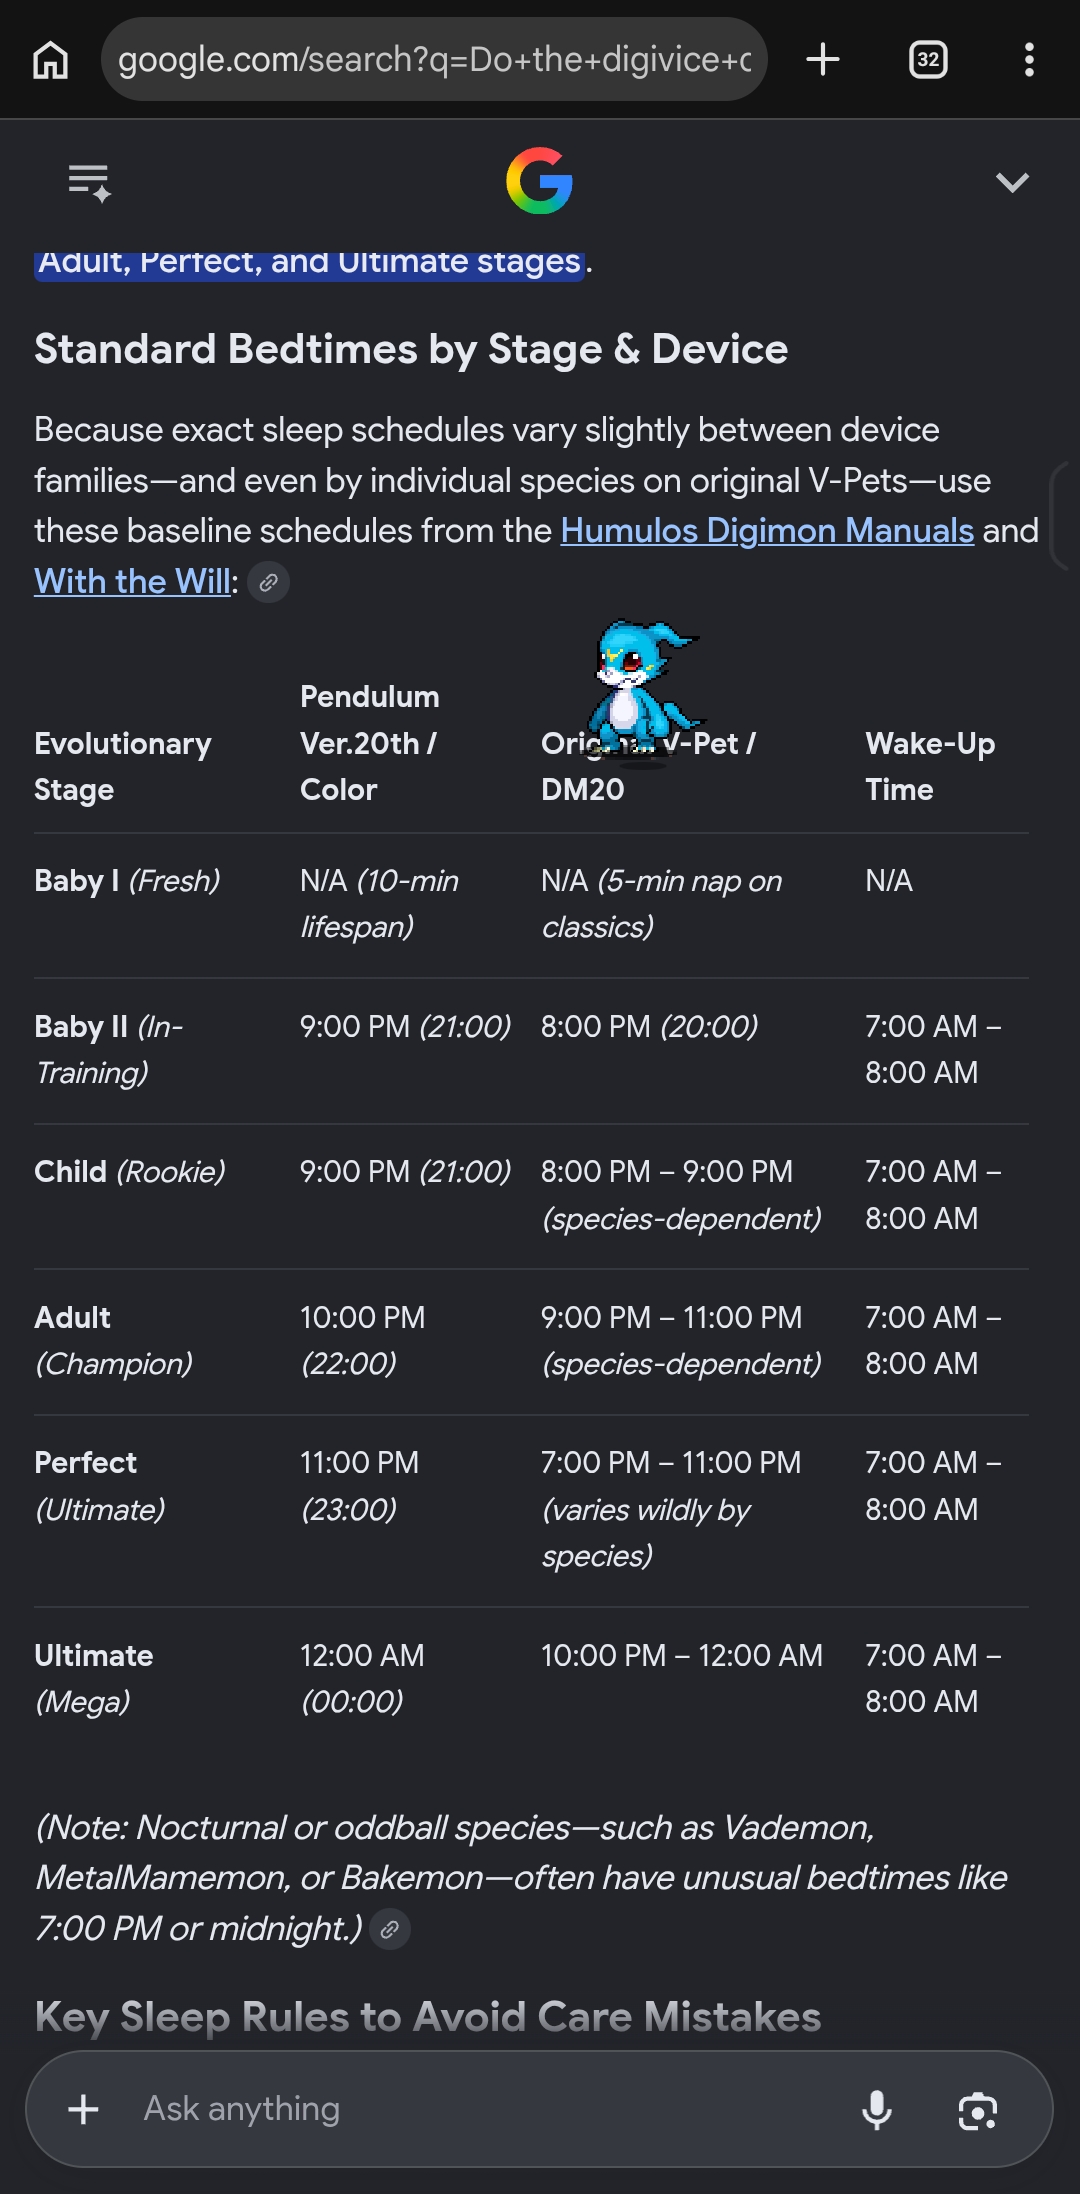 google.com/search?q=Do+the+digivice+c
32
Adult, Perfect, and Ultimate stages.
Standard Bedtimes by Stage & Device
Because exact sleep schedules vary slightly between device
families—and even by individual species on original V-Pets—use
these baseline schedules from the Humulos Digimon Manuals and
With the Will:
Evolutionary Stage
Pendulum Ver.20th / Color
Original V-Pet / DM20
Wake-Up Time
Baby I (Fresh)
N/A (10-min lifespan)
N/A (5-min nap on classics)
N/A
Baby II (In-Training)
9:00 PM (21:00)
8:00 PM (20:00)
7:00 AM – 8:00 AM
Child (Rookie)
9:00 PM (21:00)
8:00 PM – 9:00 PM (species-dependent)
7:00 AM – 8:00 AM
Adult (Champion)
10:00 PM (22:00)
9:00 PM – 11:00 PM (species-dependent)
7:00 AM – 8:00 AM
Perfect (Ultimate)
11:00 PM (23:00)
7:00 PM – 11:00 PM (varies wildly by species)
7:00 AM – 8:00 AM
Ultimate (Mega)
12:00 AM (00:00)
10:00 PM – 12:00 AM
7:00 AM – 8:00 AM
(Note: Nocturnal or oddball species—such as Vademon,
MetalMamemon, or Bakemon—often have unusual bedtimes like
7:00 PM or midnight.)
Key Sleep Rules to Avoid Care Mistakes
Ask anything